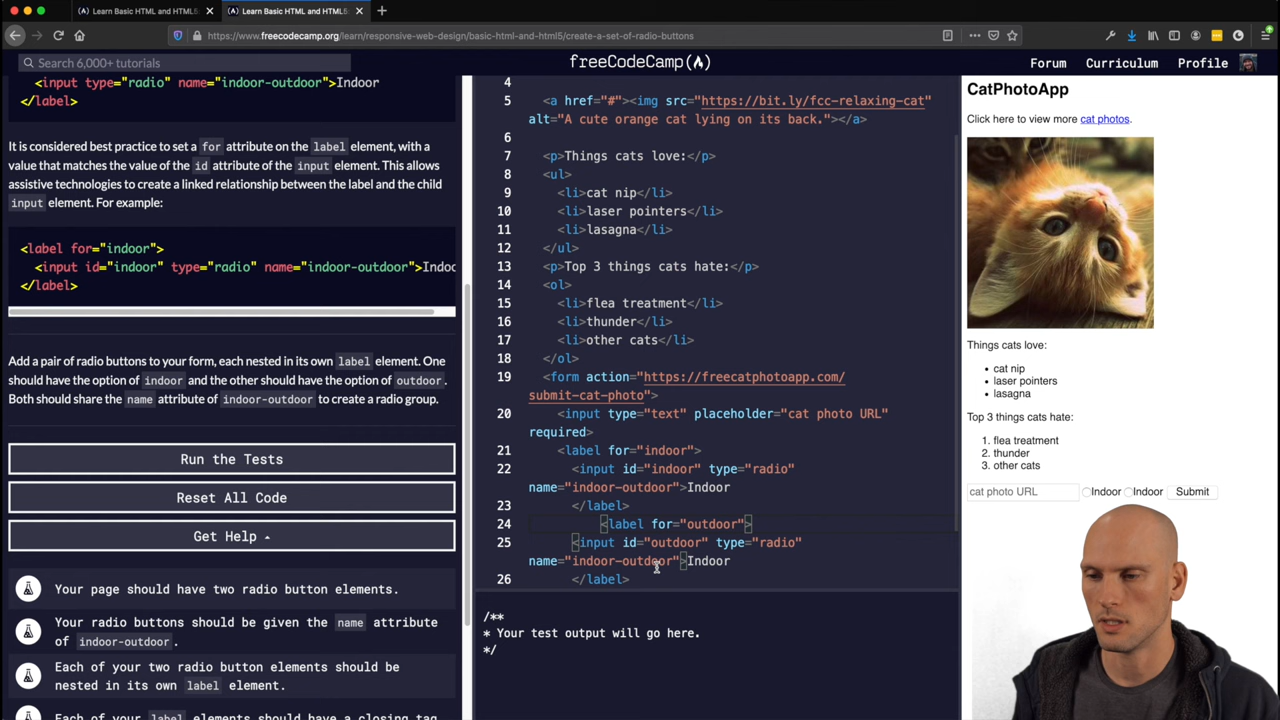 Learn Basic HTML and HTML5:
Learn Basic HTML and HTML5:
https://www.freecodecamp.org/learn/responsive-web-design/basic-html-and-html5/create-a-set-of-radio-buttons
Search 6,000+ tutorials
freeCodeCamp
Forum
Curriculum
Profile
<input type="radio" name="indoor-outdoor">Indoor
</label>
It is considered best practice to set a for attribute on the label element, with a
value that matches the value of the id attribute of the input element. This allows
assistive technologies to create a linked relationship between the label and the child
input element. For example:
<label for="indoor">
<input id="indoor" type="radio" name="indoor-outdoor">Indoo
</label>
Add a pair of radio buttons to your form, each nested in its own label element. One
should have the option of indoor and the other should have the option of outdoor.
Both should share the name attribute of indoor-outdoor to create a radio group.
Run the Tests
Reset All Code
Get Help
Your page should have two radio button elements.
Your radio buttons should be given the name attribute
of indoor-outdoor.
Each of your two radio button elements should be
nested in its own label element.
Each of your label elements should have a closing tag
4
5 <a href="#"><img src="https://bit.ly/fcc-relaxing-cat"
alt="A cute orange cat lying on its back."></a>
6
7 <p>Things cats love:</p>
8 <ul>
9 <li>cat nip</li>
10 <li>laser pointers</li>
11 <li>lasagna</li>
12 </ul>
13 <p>Top 3 things cats hate:</p>
14 <ol>
15 <li>flea treatment</li>
16 <li>thunder</li>
17 <li>other cats</li>
18 </ol>
19 <form action="https://freecatphotoapp.com/
submit-cat-photo">
20 <input type="text" placeholder="cat photo URL"
required>
21 <label for="indoor">
22 <input id="indoor" type="radio"
name="indoor-outdoor">Indoor
23 </label>
24 <label for="outdoor">
25 <input id="outdoor" type="radio"
name="indoor-outdoor">Indoor
26 </label>
/**
* Your test output will go here.
*/
CatPhotoApp
Click here to view more cat photos.
Things cats love:
cat nip
laser pointers
lasagna
Top 3 things cats hate:
1. flea treatment
2. thunder
3. other cats
cat photo URL Indoor Indoor Submit